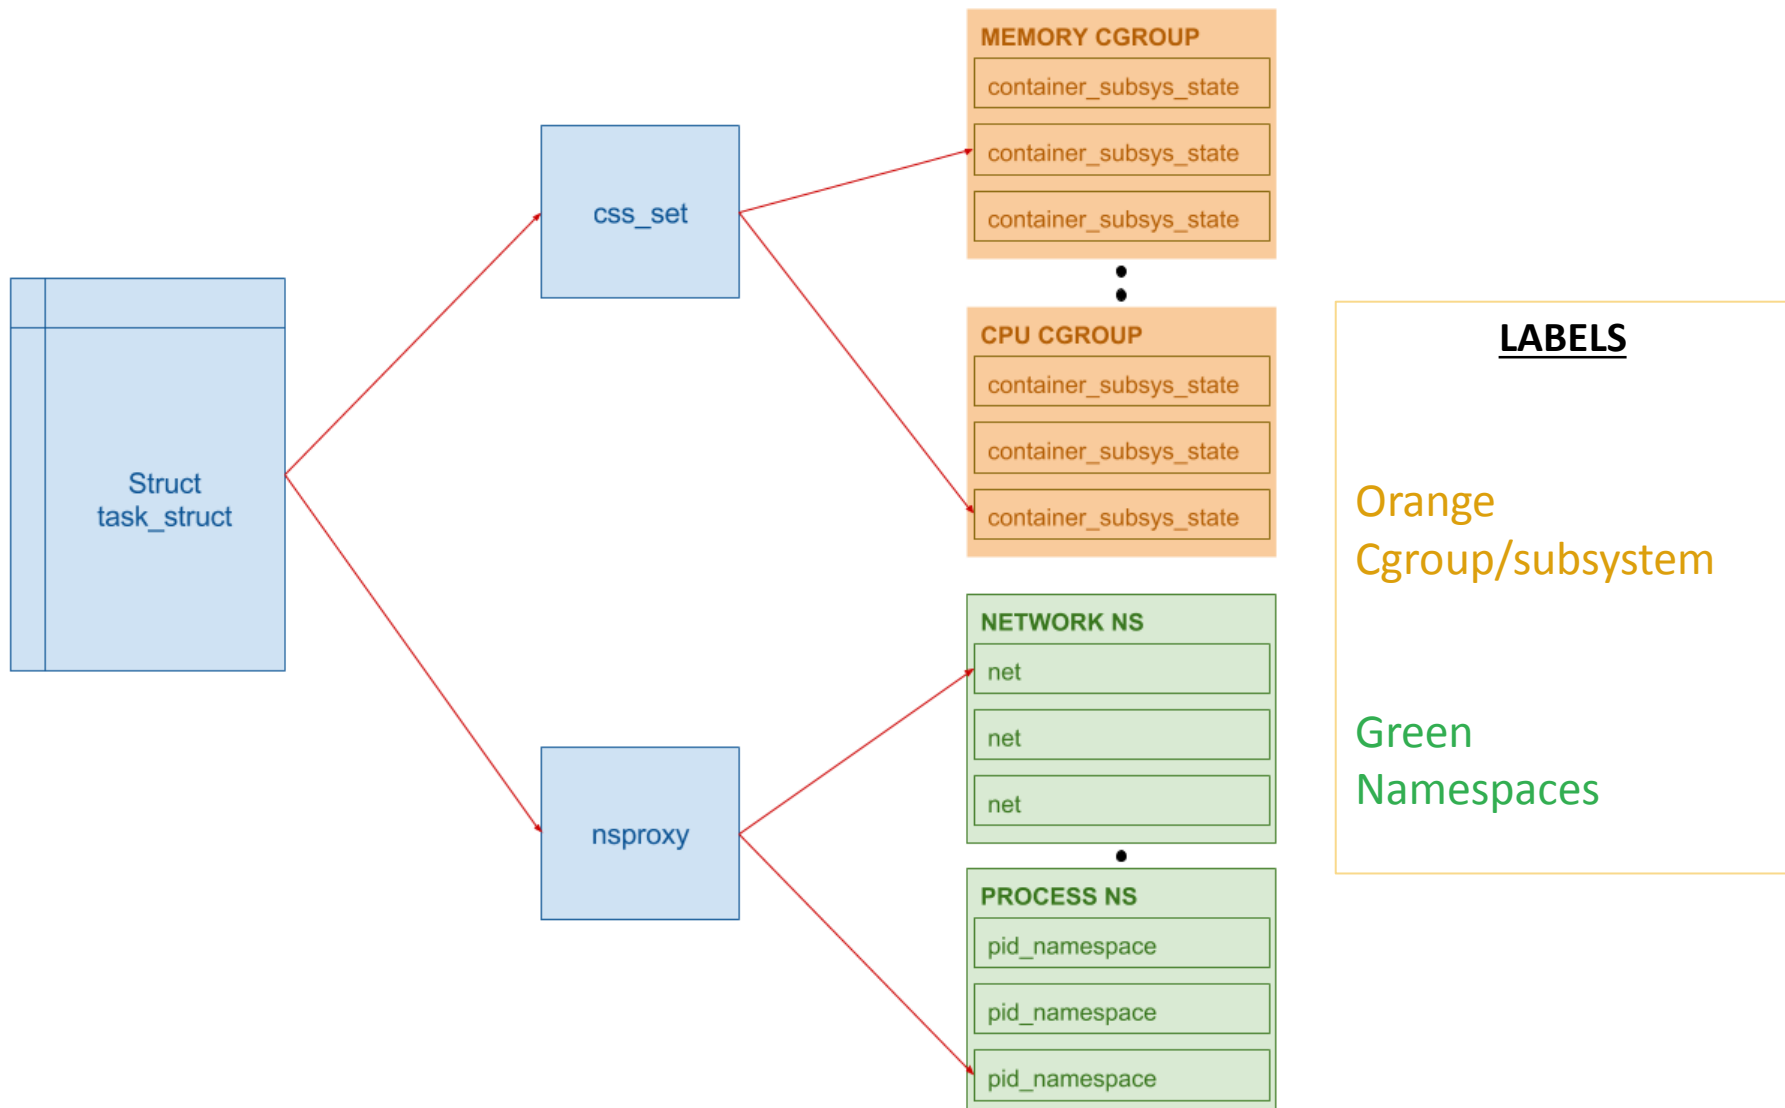 MEMORY CGROUP
container_subsys_state
container_subsys_state
container_subsys_state
css_set
CPU CGROUP
container_subsys_state
container_subsys_state
container_subsys_state
Struct
task_struct
NETWORK NS
net
net
net
nsproxy
PROCESS NS
pid_namespace
pid_namespace
pid_namespace
LABELS
Orange
Cgroup/subsystem
Green
Namespaces